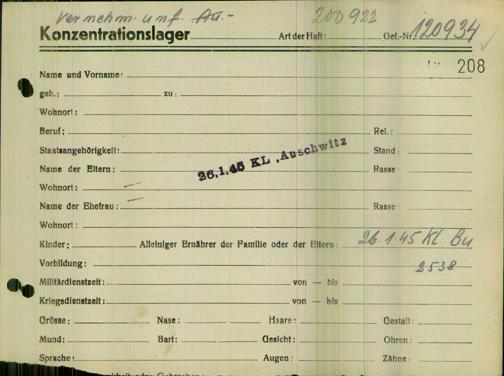 Vernehm. unf. Au.- 200922
Konzentrationslager Art der Haft: Gef.-Nr. 120934
208
Name und Vorname:
geb.: zu:
Wohnort:
Beruf: Rel.:
Staatsangehörigkeit: Stand:
26.1.45 KL. Auschwitz
Name der Eltern: Rasse:
Wohnort:
Name der Ehefrau: Rasse:
Wohnort:
Kinder: Alleiniger Ernährer der Familie oder der Eltern: 26.1.45 KL Bu
Vorbildung: 2538
Militärdienstzeit: von — bis
Kriegsdienstzeit: von — bis
Grösse: Nase: Haare: Gestalt:
Mund: Bart: Gesicht: Ohren:
Sprache: Augen: Zähne: